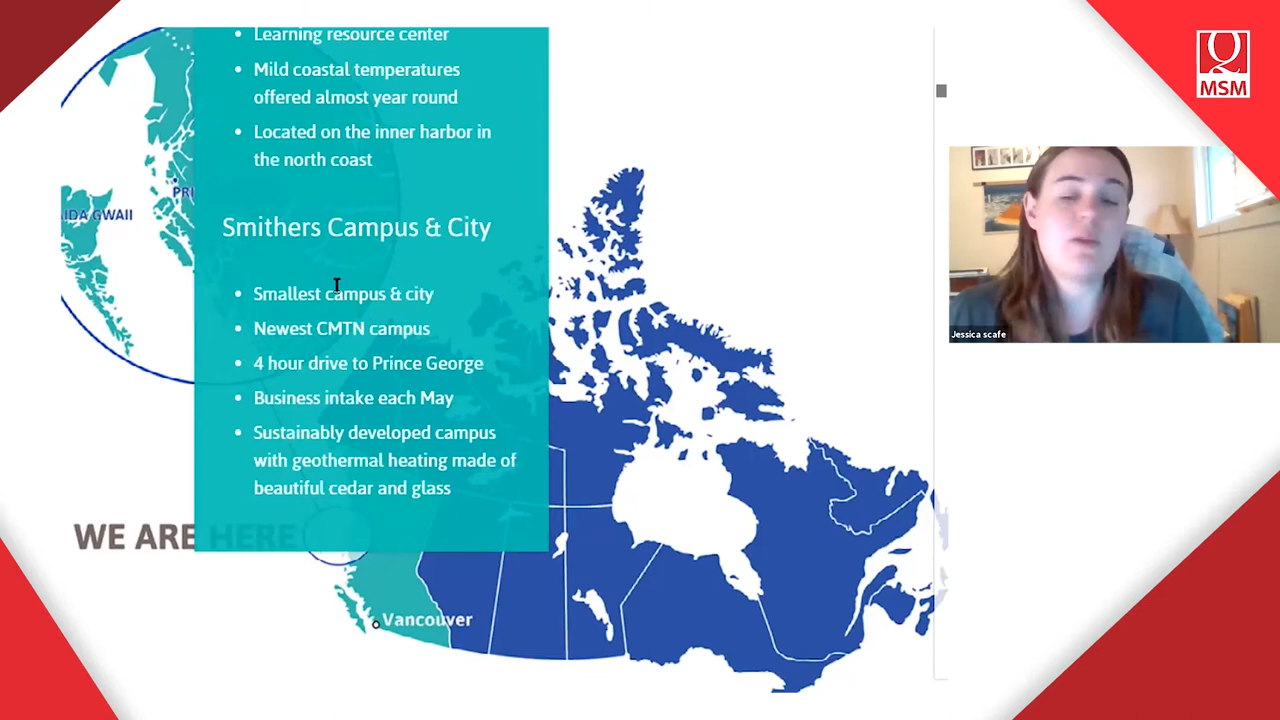 Learning resource center
Mild coastal temperatures
offered almost year round
Located on the inner harbor in
the north coast
Smithers Campus & City
Smallest campus & city
Newest CMTN campus
4 hour drive to Prince George
Business intake each May
Sustainably developed campus
with geothermal heating made of
beautiful cedar and glass
PRI
IDA GWAII
WE ARE HERE
Vancouver
Q
MSM
Jessica scafe